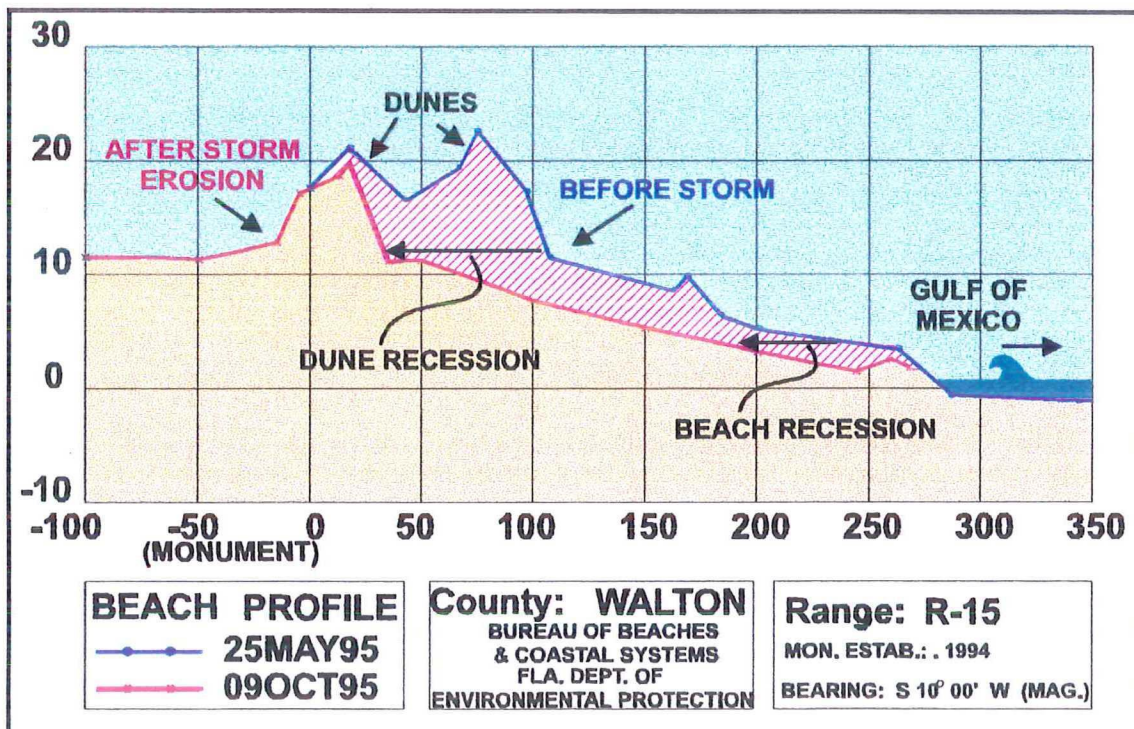 30
20
10
0
-10
DUNES
AFTER STORM
EROSION
BEFORE STORM
GULF OF
MEXICO
DUNE RECESSION
BEACH RECESSION
-100 -50 0 50 100 150 200 250 300 350
(MONUMENT)
BEACH PROFILE
25MAY95
09OCT95
County: WALTON
BUREAU OF BEACHES
& COASTAL SYSTEMS
FLA. DEPT. OF
ENVIRONMENTAL PROTECTION
Range: R-15
MON. ESTAB.: . 1994
BEARING: S 10° 00' W (MAG.)